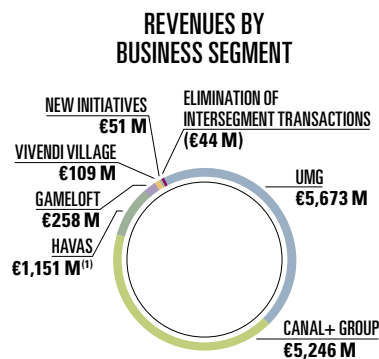 REVENUES BY
BUSINESS SEGMENT
NEW INITIATIVES
€51 M
ELIMINATION OF
INTERSEGMENT TRANSACTIONS
(€44 M)
VIVENDI VILLAGE
€109 M
GAMELOFT
€258 M
HAVAS
€1,151 M(1)
UMG
€5,673 M
CANAL+ GROUP
€5,246 M